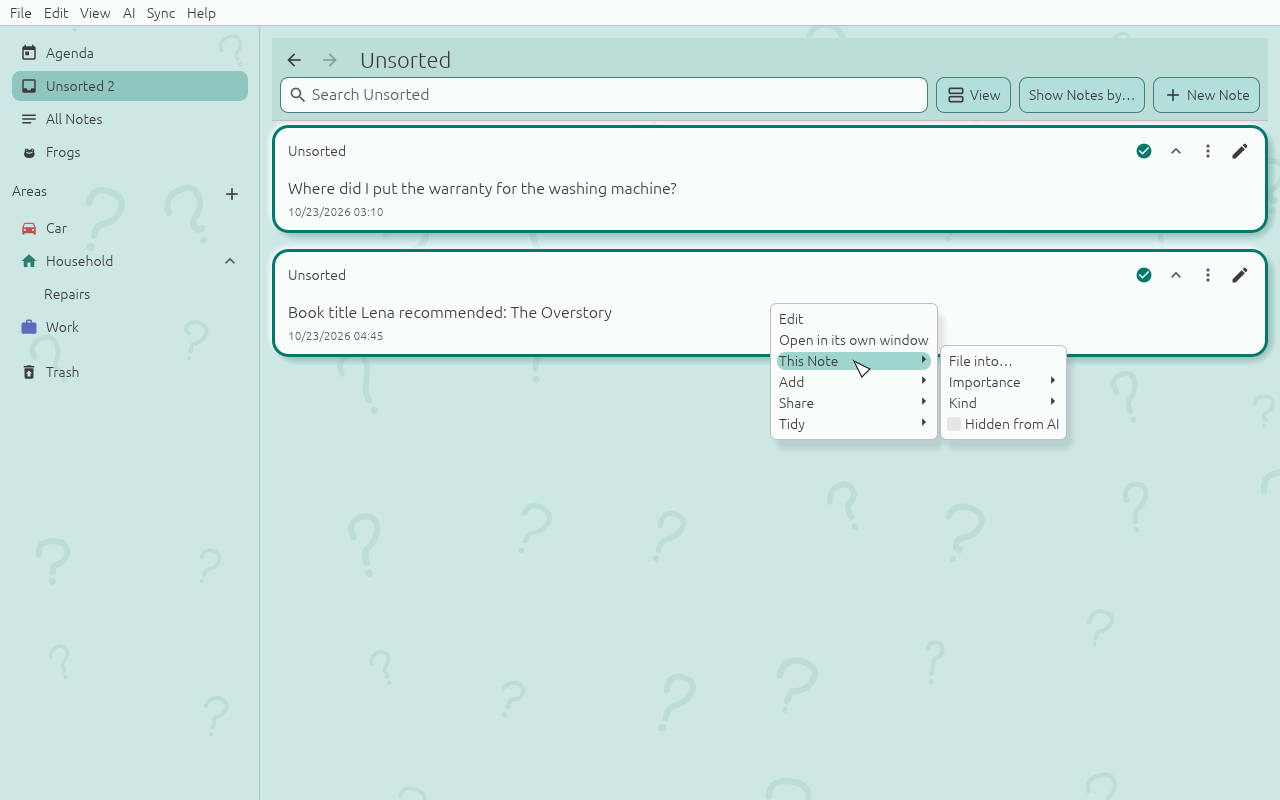 File Edit View AI Sync Help
Agenda
Unsorted 2
All Notes
Frogs
Areas
Car
Household
Repairs
Work
Trash
Unsorted
Search Unsorted
View
Show Notes by…
New Note
Unsorted
Where did I put the warranty for the washing machine?
10/23/2026 03:10
Unsorted
Book title Lena recommended: The Overstory
10/23/2026 04:45
Edit
Open in its own window
This Note
Add
Share
Tidy
File into…
Importance
Kind
Hidden from AI